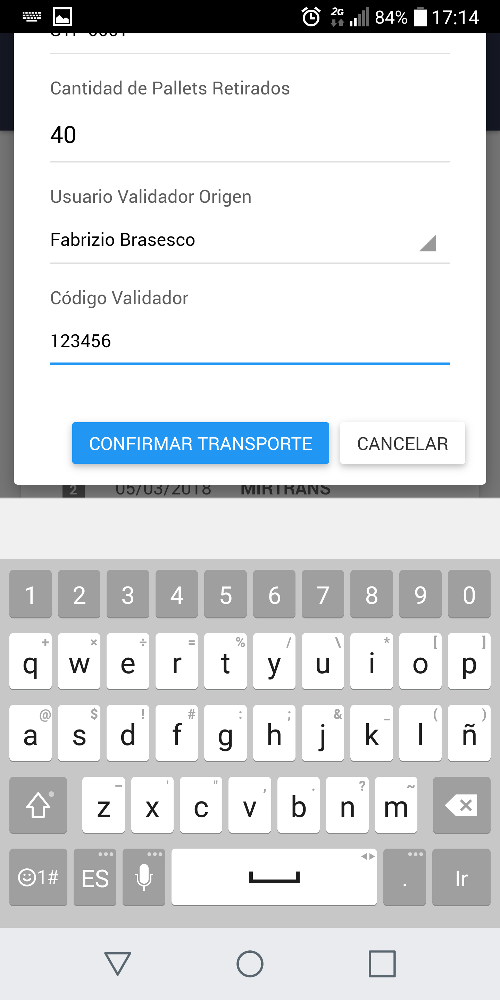 2G 84% 17:14
Cantidad de Pallets Retirados
40
Usuario Validador Origen
Fabrizio Brasesco
Código Validador
123456
CONFIRMAR TRANSPORTE CANCELAR
2 05/03/2018 MIRTRANS
1 2 3 4 5 6 7 8 9 0
+ × ÷ = % / \ * [ ]
q w e r t y u i o p
@ $ ! # : ; & _ ( )
a s d f g h j k l ñ
– ' " , . ? ~
z x c v b n m
1# ES . Ir